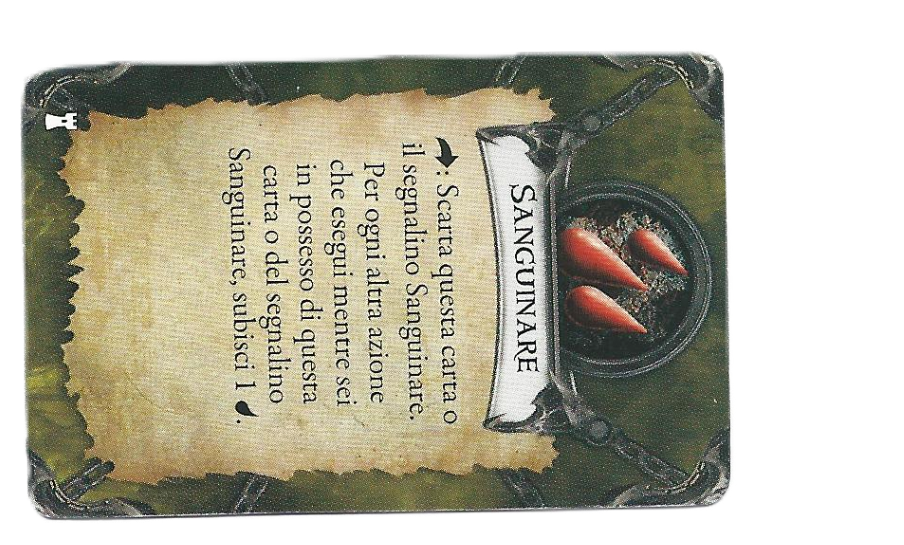 SANGUINARE
: Scarta questa carta o
il segnalino Sanguinare.
Per ogni altra azione
che esegui mentre sei
in possesso di questa
carta o del segnalino
Sanguinare, subisci 1 .